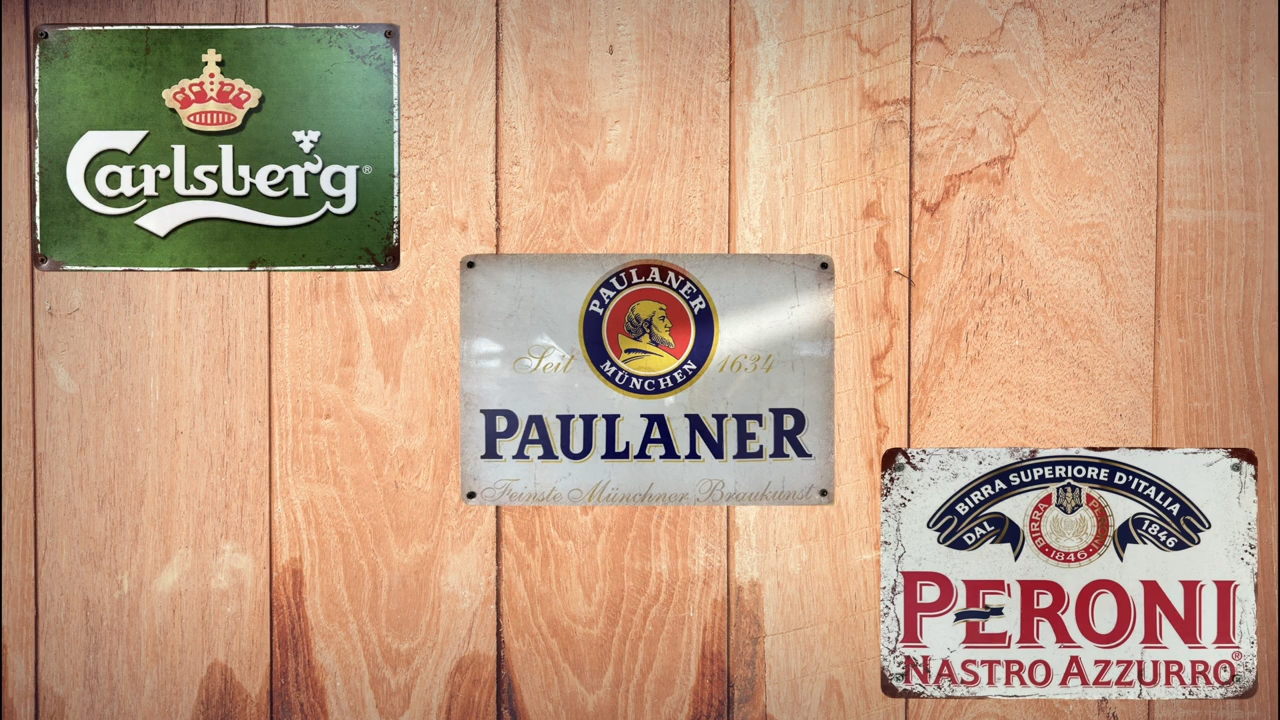 Carlsberg®
PAULANER
MÜNCHEN
Seit 1634
PAULANER
Feinste Münchner Braukunst
BIRRA SUPERIORE D'ITALIA
DAL 1846
BIRRA PERONI
·1846·
PERONI
NASTRO AZZURRO®